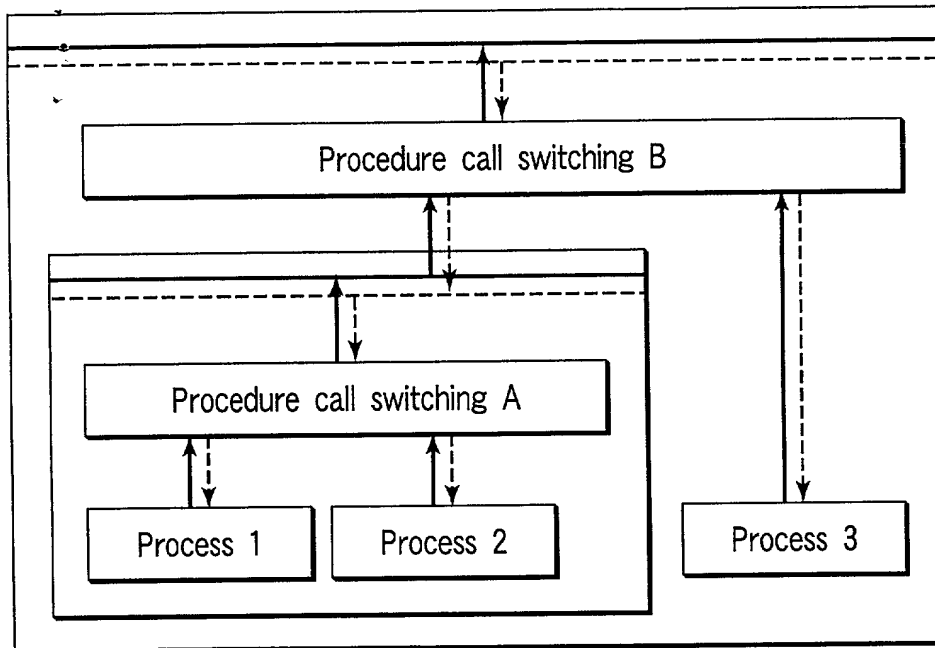 Procedure call switching B
Procedure call switching A
Process 1
Process 2
Process 3